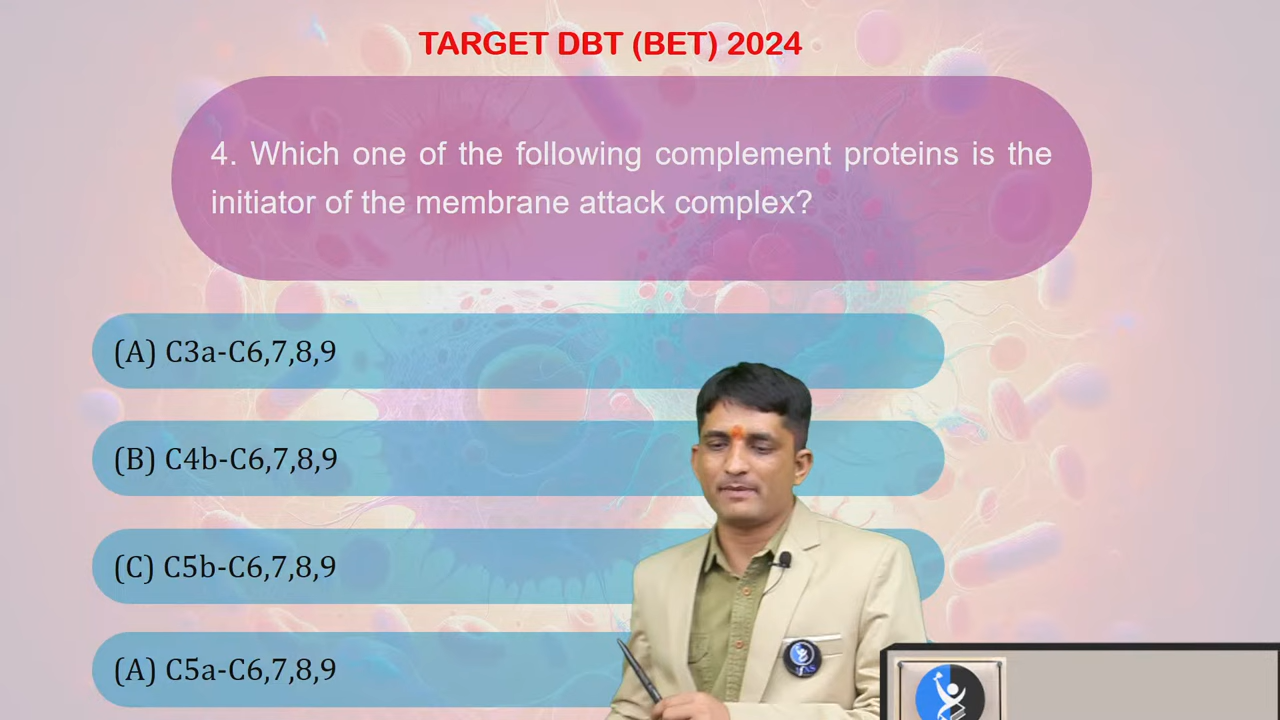 TARGET DBT (BET) 2024
4. Which one of the following complement proteins is the
initiator of the membrane attack complex?
(A) C3a-C6,7,8,9
(B) C4b-C6,7,8,9
(C) C5b-C6,7,8,9
(A) C5a-C6,7,8,9